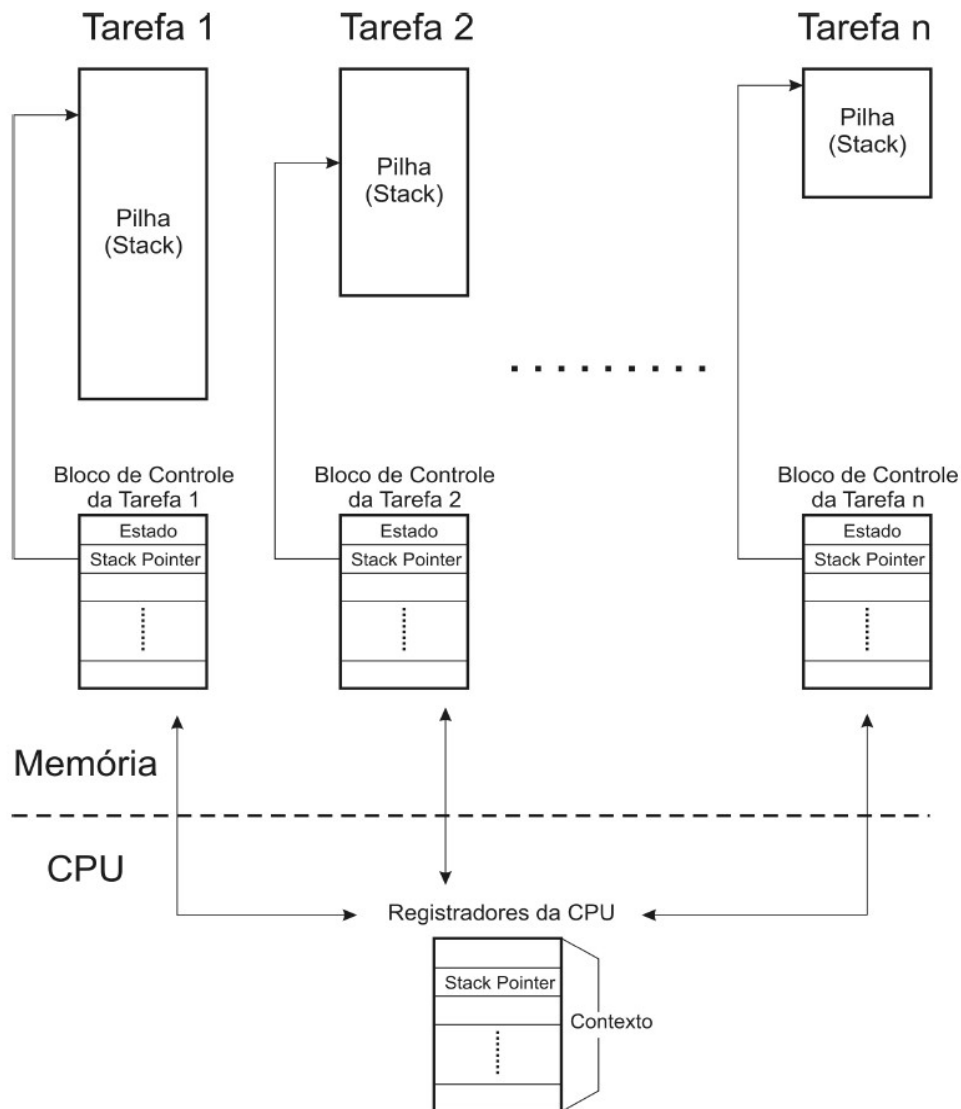 Tarefa 1
Tarefa 2
Tarefa n
Pilha
(Stack)
Pilha
(Stack)
Pilha
(Stack)
Bloco de Controle
da Tarefa 1
Estado
Stack Pointer
Bloco de Controle
da Tarefa 2
Estado
Stack Pointer
Bloco de Controle
da Tarefa n
Estado
Stack Pointer
Memória
CPU
Registradores da CPU
Stack Pointer
Contexto